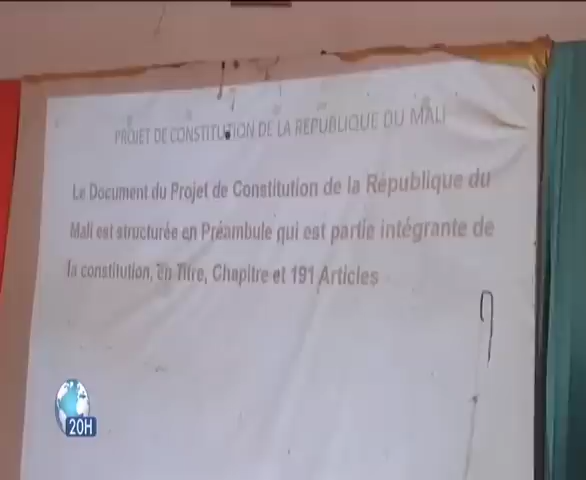 PROJET DE CONSTITUTION DE LA REPUBLIQUE DU MALI
Le Document du Projet de Constitution de la République du
Mali est structurée en Préambule qui est partie intégrante de
la constitution, en Titre, Chapitre et 191 Articles
20H